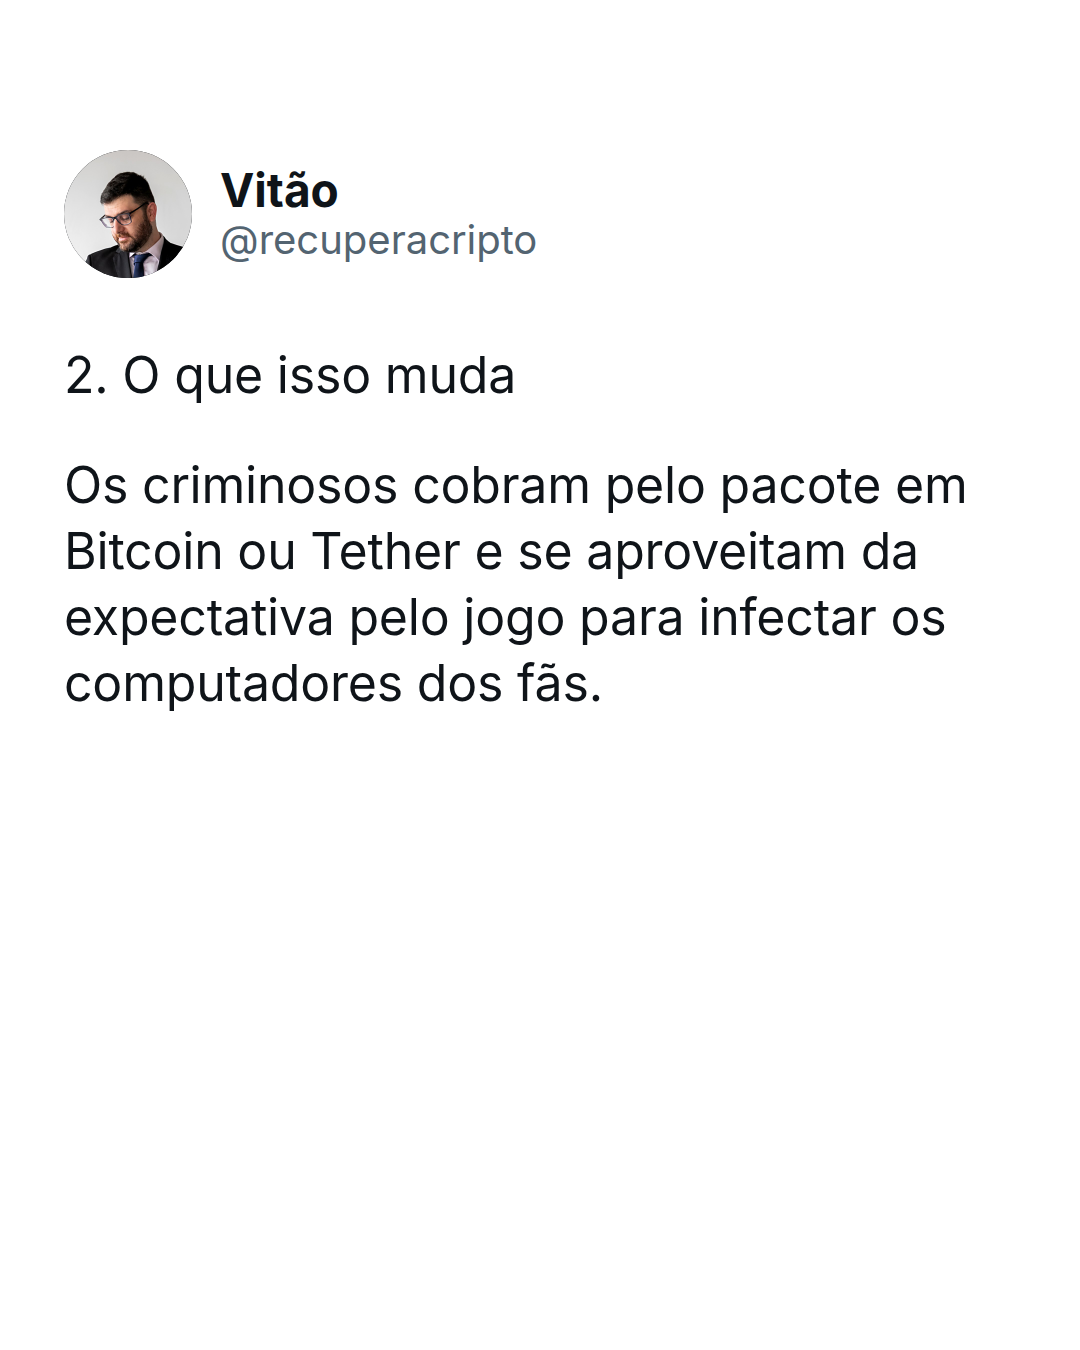 Vitão
@recuperacripto
2. O que isso muda
Os criminosos cobram pelo pacote em
Bitcoin ou Tether e se aproveitam da
expectativa pelo jogo para infectar os
computadores dos fãs.